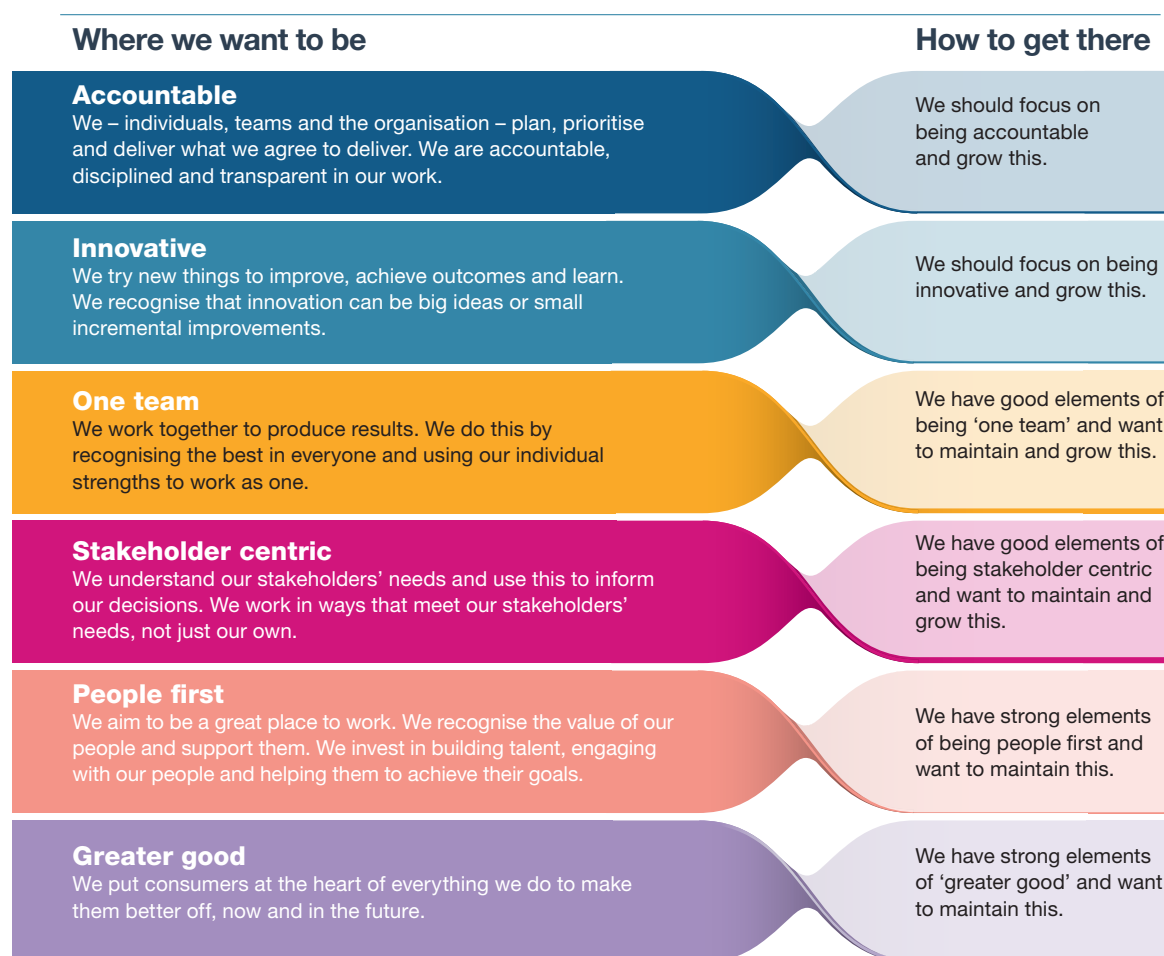 Where we want to be
How to get there
Accountable
We – individuals, teams and the organisation – plan, prioritise
and deliver what we agree to deliver. We are accountable,
disciplined and transparent in our work.
We should focus on
being accountable
and grow this.
Innovative
We try new things to improve, achieve outcomes and learn.
We recognise that innovation can be big ideas or small
incremental improvements.
We should focus on being
innovative and grow this.
One team
We work together to produce results. We do this by
recognising the best in everyone and using our individual
strengths to work as one.
We have good elements of
being ‘one team’ and want
to maintain and grow this.
Stakeholder centric
We understand our stakeholders’ needs and use this to inform
our decisions. We work in ways that meet our stakeholders’
needs, not just our own.
We have good elements of
being stakeholder centric
and want to maintain and
grow this.
People first
We aim to be a great place to work. We recognise the value of our
people and support them. We invest in building talent, engaging
with our people and helping them to achieve their goals.
We have strong elements
of being people first and
want to maintain this.
Greater good
We put consumers at the heart of everything we do to make
them better off, now and in the future.
We have strong elements
of ‘greater good’ and want
to maintain this.